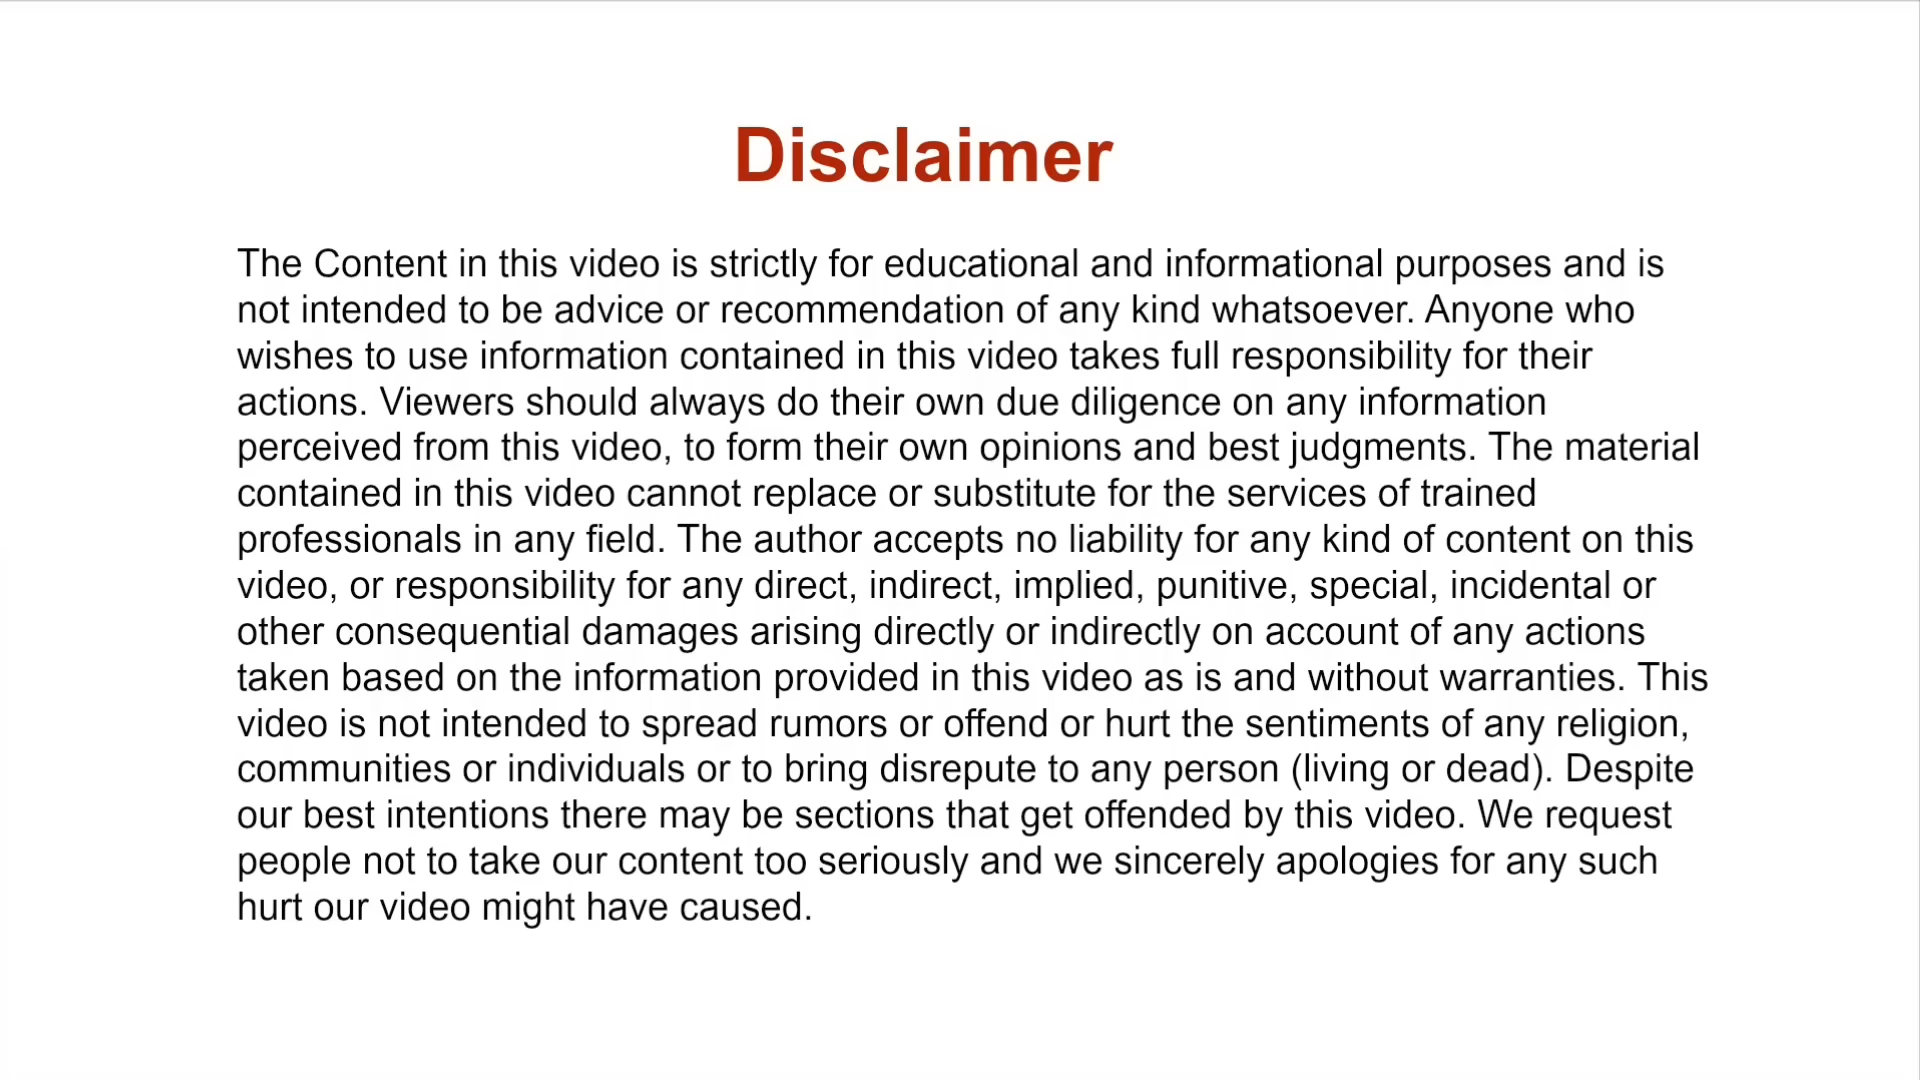 Disclaimer
The Content in this video is strictly for educational and informational purposes and is
not intended to be advice or recommendation of any kind whatsoever. Anyone who
wishes to use information contained in this video takes full responsibility for their
actions. Viewers should always do their own due diligence on any information
perceived from this video, to form their own opinions and best judgments. The material
contained in this video cannot replace or substitute for the services of trained
professionals in any field. The author accepts no liability for any kind of content on this
video, or responsibility for any direct, indirect, implied, punitive, special, incidental or
other consequential damages arising directly or indirectly on account of any actions
taken based on the information provided in this video as is and without warranties. This
video is not intended to spread rumors or offend or hurt the sentiments of any religion,
communities or individuals or to bring disrepute to any person (living or dead). Despite
our best intentions there may be sections that get offended by this video. We request
people not to take our content too seriously and we sincerely apologies for any such
hurt our video might have caused.